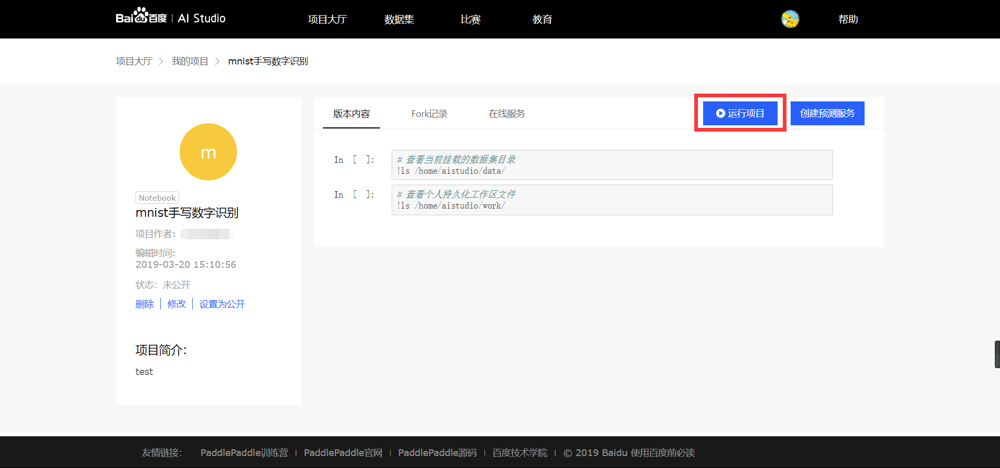 Baidu百度 | AI Studio 项目大厅 数据集 比赛 教育 帮助
项目大厅 > 我的项目 > mnist手写数字识别
版本内容 Fork记录 在线服务 运行项目 创建预测服务
m
Notebook
mnist手写数字识别
项目作者:
编辑时间:
2019-03-20 15:10:56
状态: 未公开
删除 | 修改 | 设置为公开
项目简介:
test
In [ ]: # 查看当前挂载的数据集目录
!ls /home/aistudio/data/
In [ ]: # 查看个人持久化工作区文件
!ls /home/aistudio/work/
友情链接: PaddlePaddle训练营 | PaddlePaddle官网 | PaddlePaddle源码 | 百度技术学院 | © 2019 Baidu 使用百度前必读